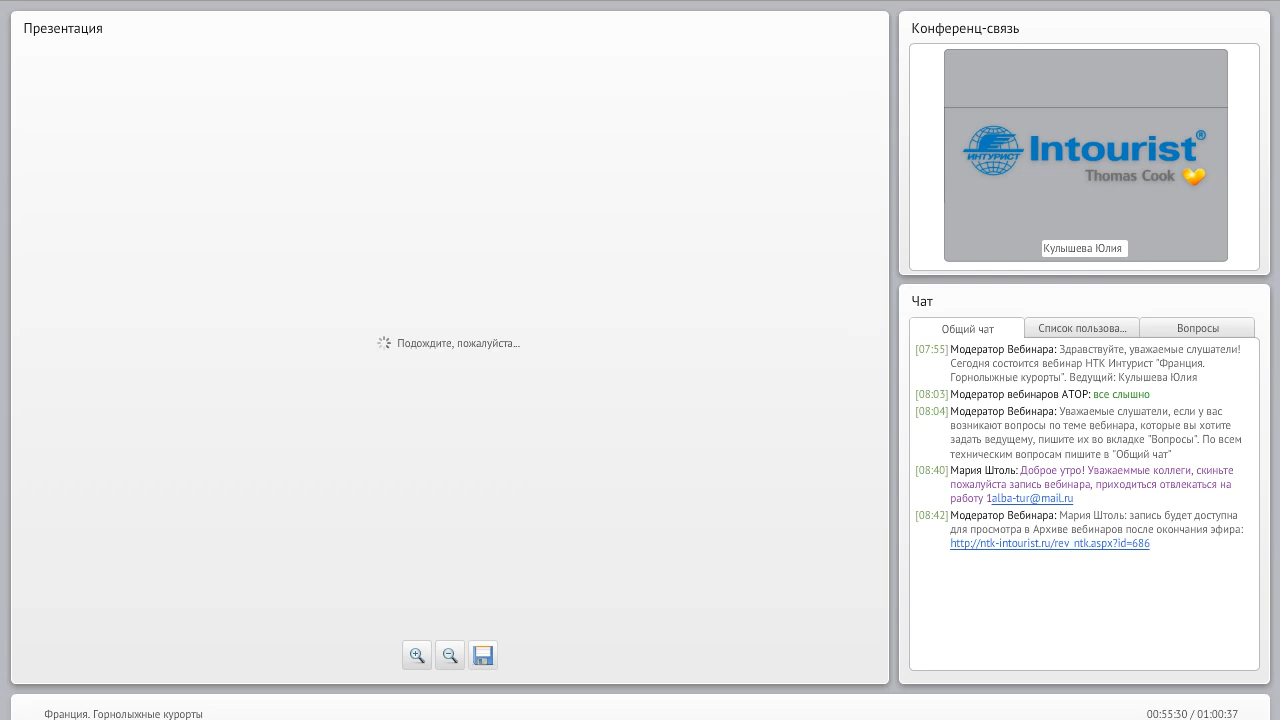 Презентация
Подождите, пожалуйста...
Конференц-связь
ИНТУРИСТ
Intourist®
Thomas Cook
Кулышева Юлия
Чат
Общий чат
Список пользова...
Вопросы
[07:55] Модератор Вебинара: Здравствуйте, уважаемые слушатели!
Сегодня состоится вебинар НТК Интурист "Франция.
Горнолыжные курорты". Ведущий: Кулышева Юлия
[08:03] Модератор вебинаров АТОР: все слышно
[08:04] Модератор Вебинара: Уважаемые слушатели, если у вас
возникают вопросы по теме вебинара, которые вы хотите
задать ведущему, пишите их во вкладке "Вопросы". По всем
техническим вопросам пишите в "Общий чат"
[08:40] Мария Штоль: Доброе утро! Уважаеммые коллеги, скиньте
пожалуйста запись вебинара, приходиться отвлекаться на
работу 1alba-tur@mail.ru
[08:42] Модератор Вебинара: Мария Штоль: запись будет доступна
для просмотра в Архиве вебинаров после окончания эфира:
http://ntk-intourist.ru/rev_ntk.aspx?id=686
Франция. Горнолыжные курорты
00:55:30 / 01:00:37